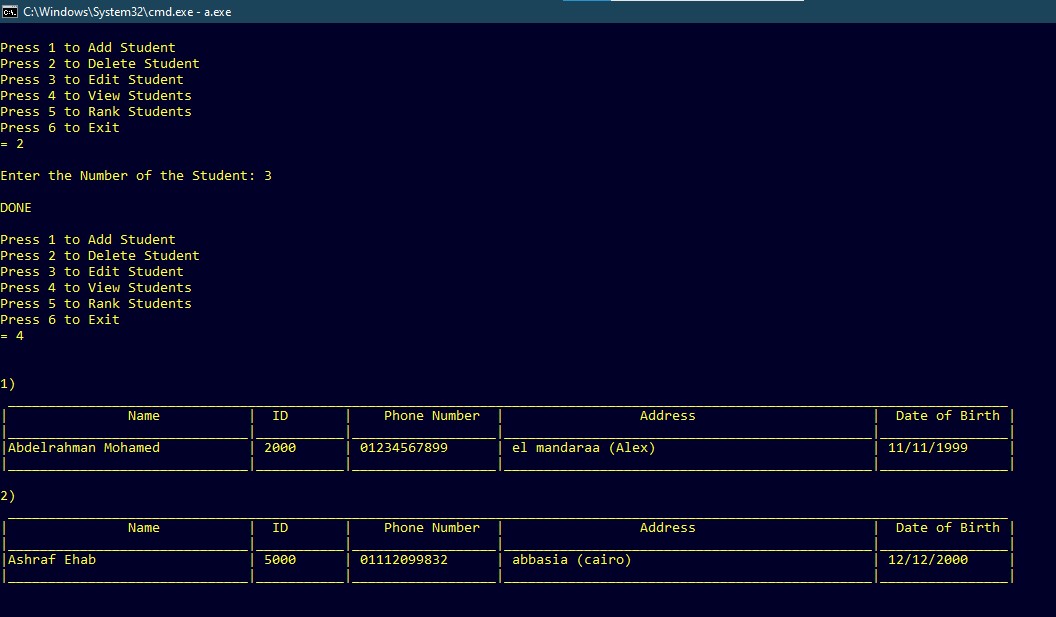 C:\Windows\System32\cmd.exe - a.exe
Press 1 to Add Student
Press 2 to Delete Student
Press 3 to Edit Student
Press 4 to View Students
Press 5 to Rank Students
Press 6 to Exit
= 2
Enter the Number of the Student: 3
DONE
Press 1 to Add Student
Press 2 to Delete Student
Press 3 to Edit Student
Press 4 to View Students
Press 5 to Rank Students
Press 6 to Exit
= 4
1)
| Name | ID | Phone Number | Address | Date of Birth |
|Abdelrahman Mohamed | 2000 | 01234567899 | el mandaraa (Alex) | 11/11/1999 |
2)
| Name | ID | Phone Number | Address | Date of Birth |
|Ashraf Ehab | 5000 | 01112099832 | abbasia (cairo) | 12/12/2000 |